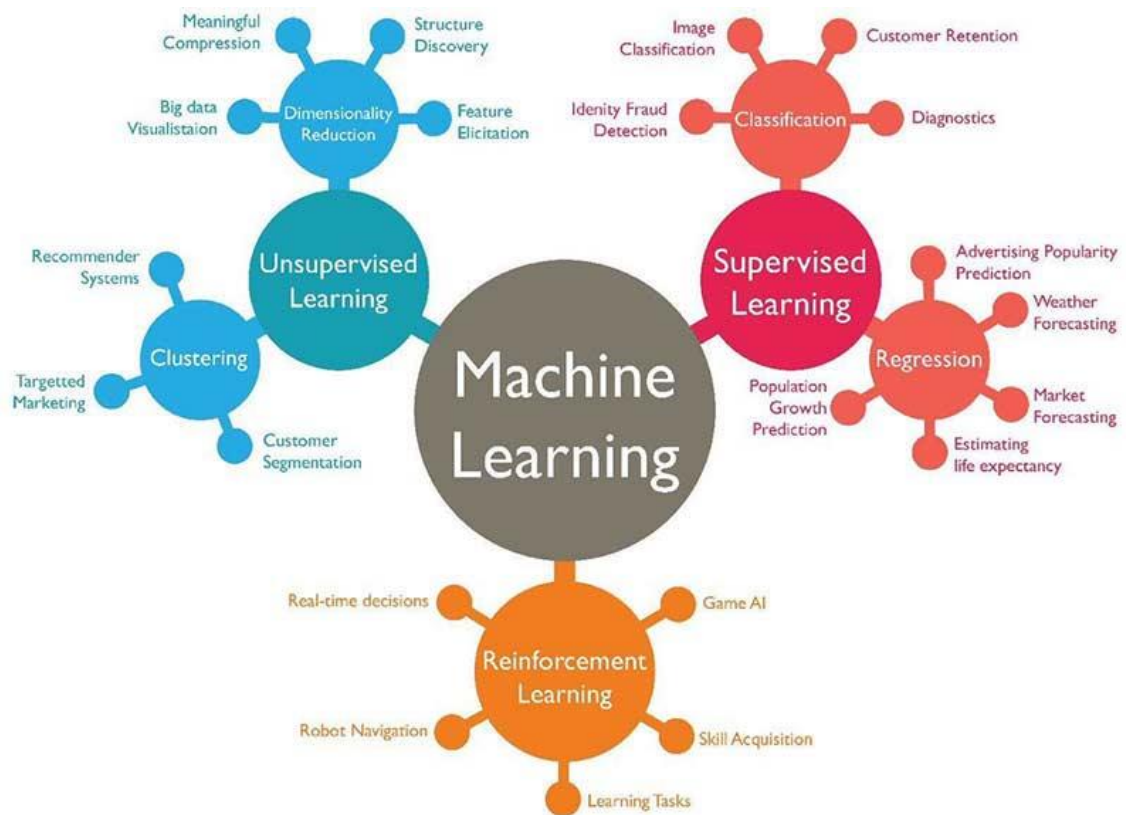 Meaningful
Compression
Structure
Discovery
Big data
Visualistaion
Dimensionality
Reduction
Feature
Elicitation
Image
Classification
Customer Retention
Idenity Fraud
Detection
Classification
Diagnostics
Unsupervised
Learning
Recommender
Systems
Clustering
Targetted
Marketing
Customer
Segmentation
Supervised
Learning
Advertising Popularity
Prediction
Weather
Forecasting
Regression
Population
Growth
Prediction
Market
Forecasting
Estimating
life expectancy
Machine
Learning
Real-time decisions
Game AI
Reinforcement
Learning
Robot Navigation
Skill Acquisition
Learning Tasks